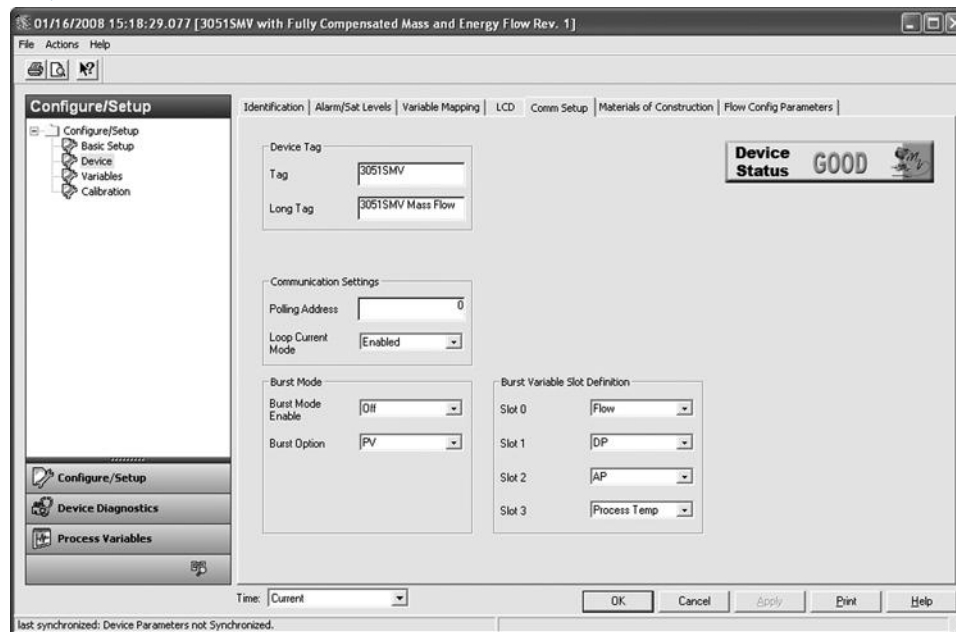 01/16/2008 15:18:29.077 [3051SMV with Fully Compensated Mass and Energy Flow Rev. 1]
File Actions Help
Configure/Setup
Configure/Setup
Basic Setup
Device
Variables
Calibration
Configure/Setup
Device Diagnostics
Process Variables
Identification Alarm/Sat Levels Variable Mapping LCD Comm Setup Materials of Construction Flow Config Parameters
Device Tag
Tag 3051SMV
Long Tag 3051SMV Mass Flow
Device Status GOOD
Communication Settings
Polling Address 0
Loop Current Mode Enabled
Burst Mode
Burst Mode Enable Off
Burst Option PV
Burst Variable Slot Definition
Slot 0 Flow
Slot 1 DP
Slot 2 AP
Slot 3 Process Temp
Time: Current
OK Cancel Apply Print Help
last synchronized: Device Parameters not Synchronized.